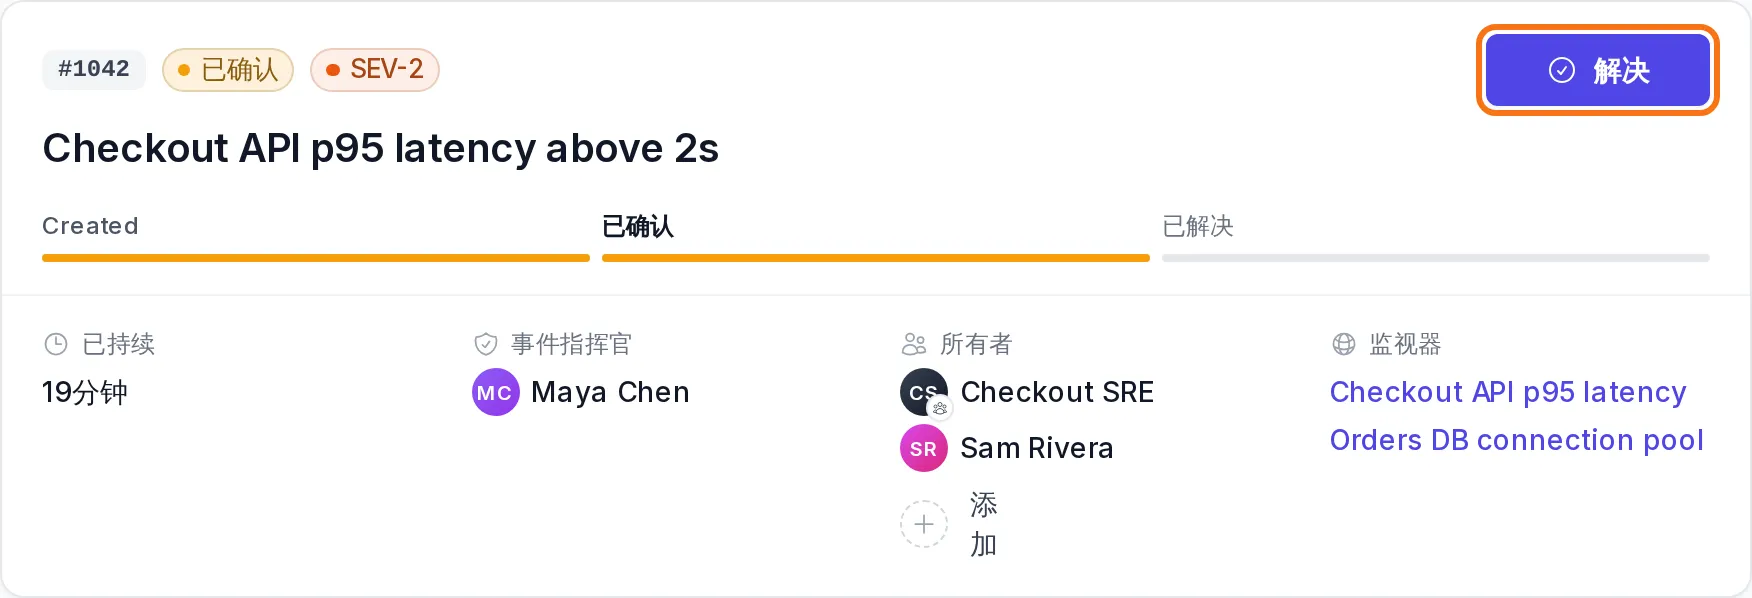 #1042 已确认 SEV-2
解决
Checkout API p95 latency above 2s
Created 已确认 已解决
已持续 事件指挥官 所有者 监视器
19分钟 MC Maya Chen CS Checkout SRE Checkout API p95 latency
SR Sam Rivera Orders DB connection pool
添
加